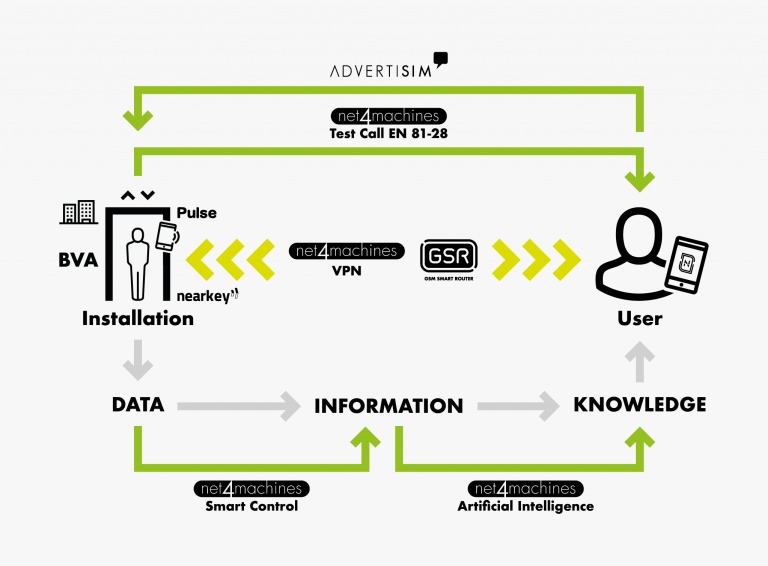 ADVERTISIM
net4machines
Test Call EN 81-28
Pulse
BVA
net4machines
VPN
GSR
GSM SMART ROUTER
nearkey
Installation
User
DATA
INFORMATION
KNOWLEDGE
net4machines
Smart Control
net4machines
Artificial Intelligence
N